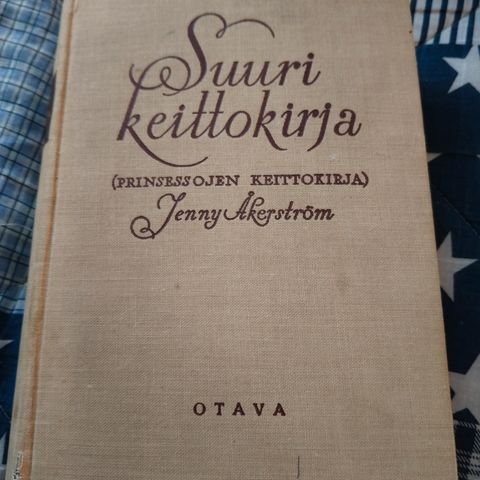 Suuri
keittokirja
(PRINSESSOJEN KEITTOKIRJA)
Jenny Åkerström
OTAVA